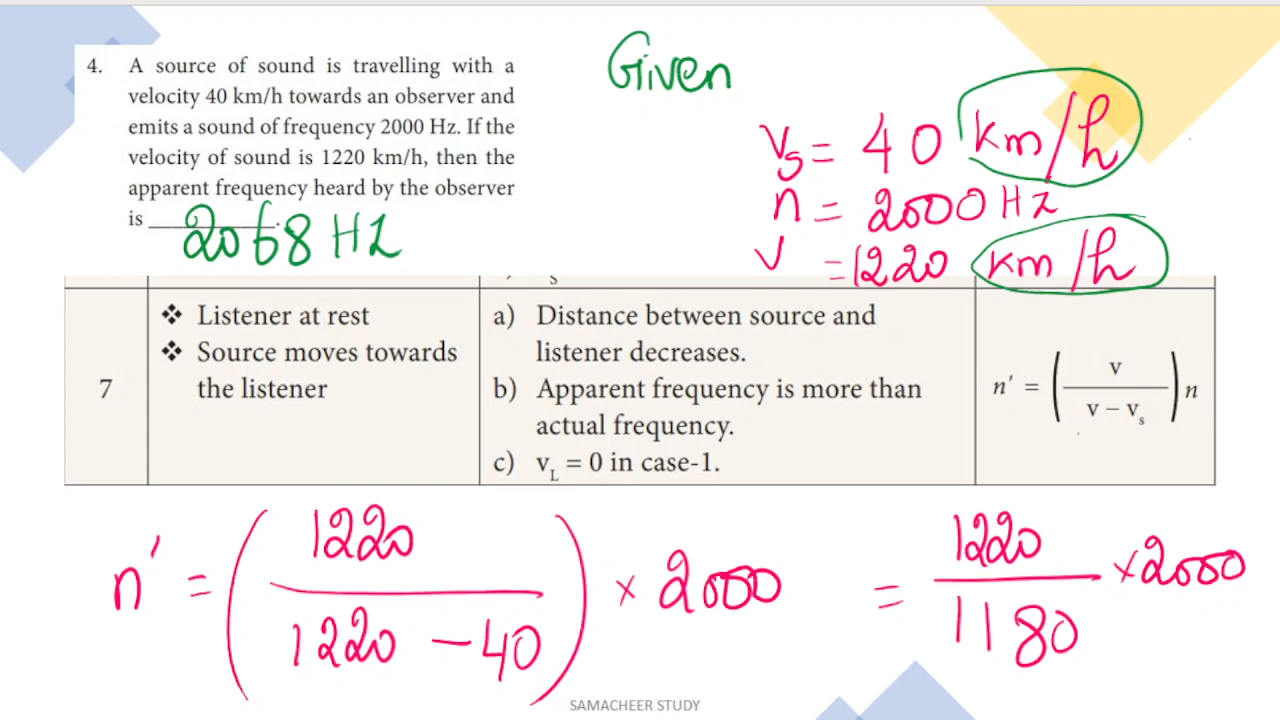 4. A source of sound is travelling with a
velocity 40 km/h towards an observer and
emits a sound of frequency 2000 Hz. If the
velocity of sound is 1220 km/h, then the
apparent frequency heard by the observer
is ____________.
2068 HZ
Given
vs = 40 km/h
n = 2000 HZ
v = 1220 km/h
s
7
❖ Listener at rest
❖ Source moves towards
the listener
a) Distance between source and
listener decreases.
b) Apparent frequency is more than
actual frequency.
c) vL = 0 in case-1.
n′ = (v / v – vs) n
n′ = (1220 / 1220 – 40) × 2000 = 1220 / 1180 × 2000
SAMACHEER STUDY